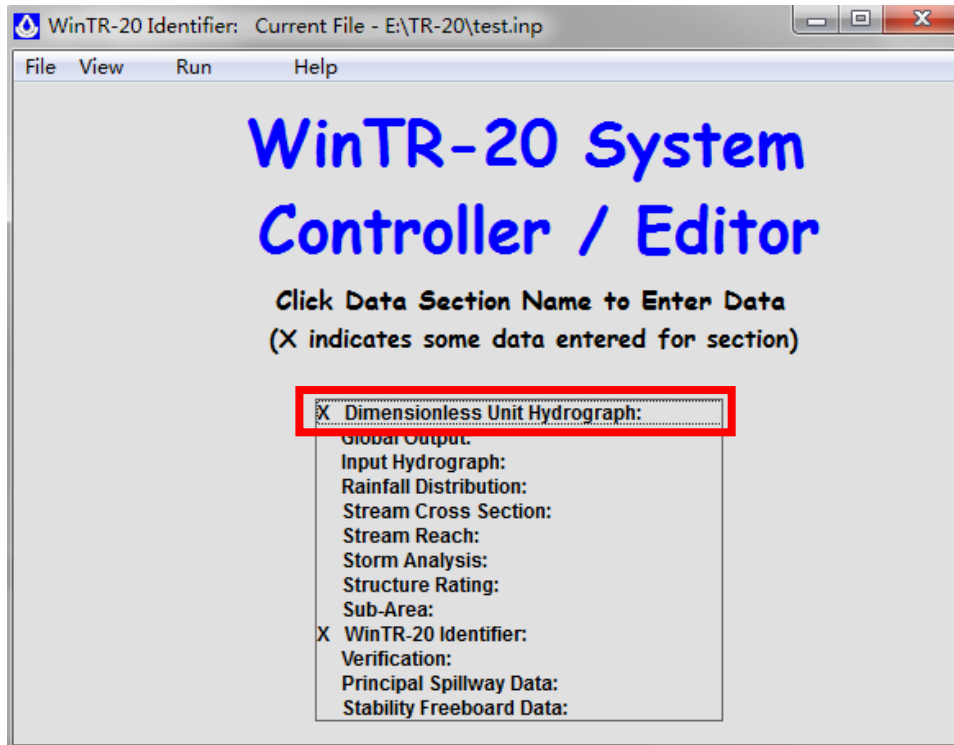 WinTR-20 Identifier: Current File - E:\TR-20\test.inp
File View Run Help
WinTR-20 System
Controller / Editor
Click Data Section Name to Enter Data
(X indicates some data entered for section)
X Dimensionless Unit Hydrograph:
Global Output:
Input Hydrograph:
Rainfall Distribution:
Stream Cross Section:
Stream Reach:
Storm Analysis:
Structure Rating:
Sub-Area:
X WinTR-20 Identifier:
Verification:
Principal Spillway Data:
Stability Freeboard Data: